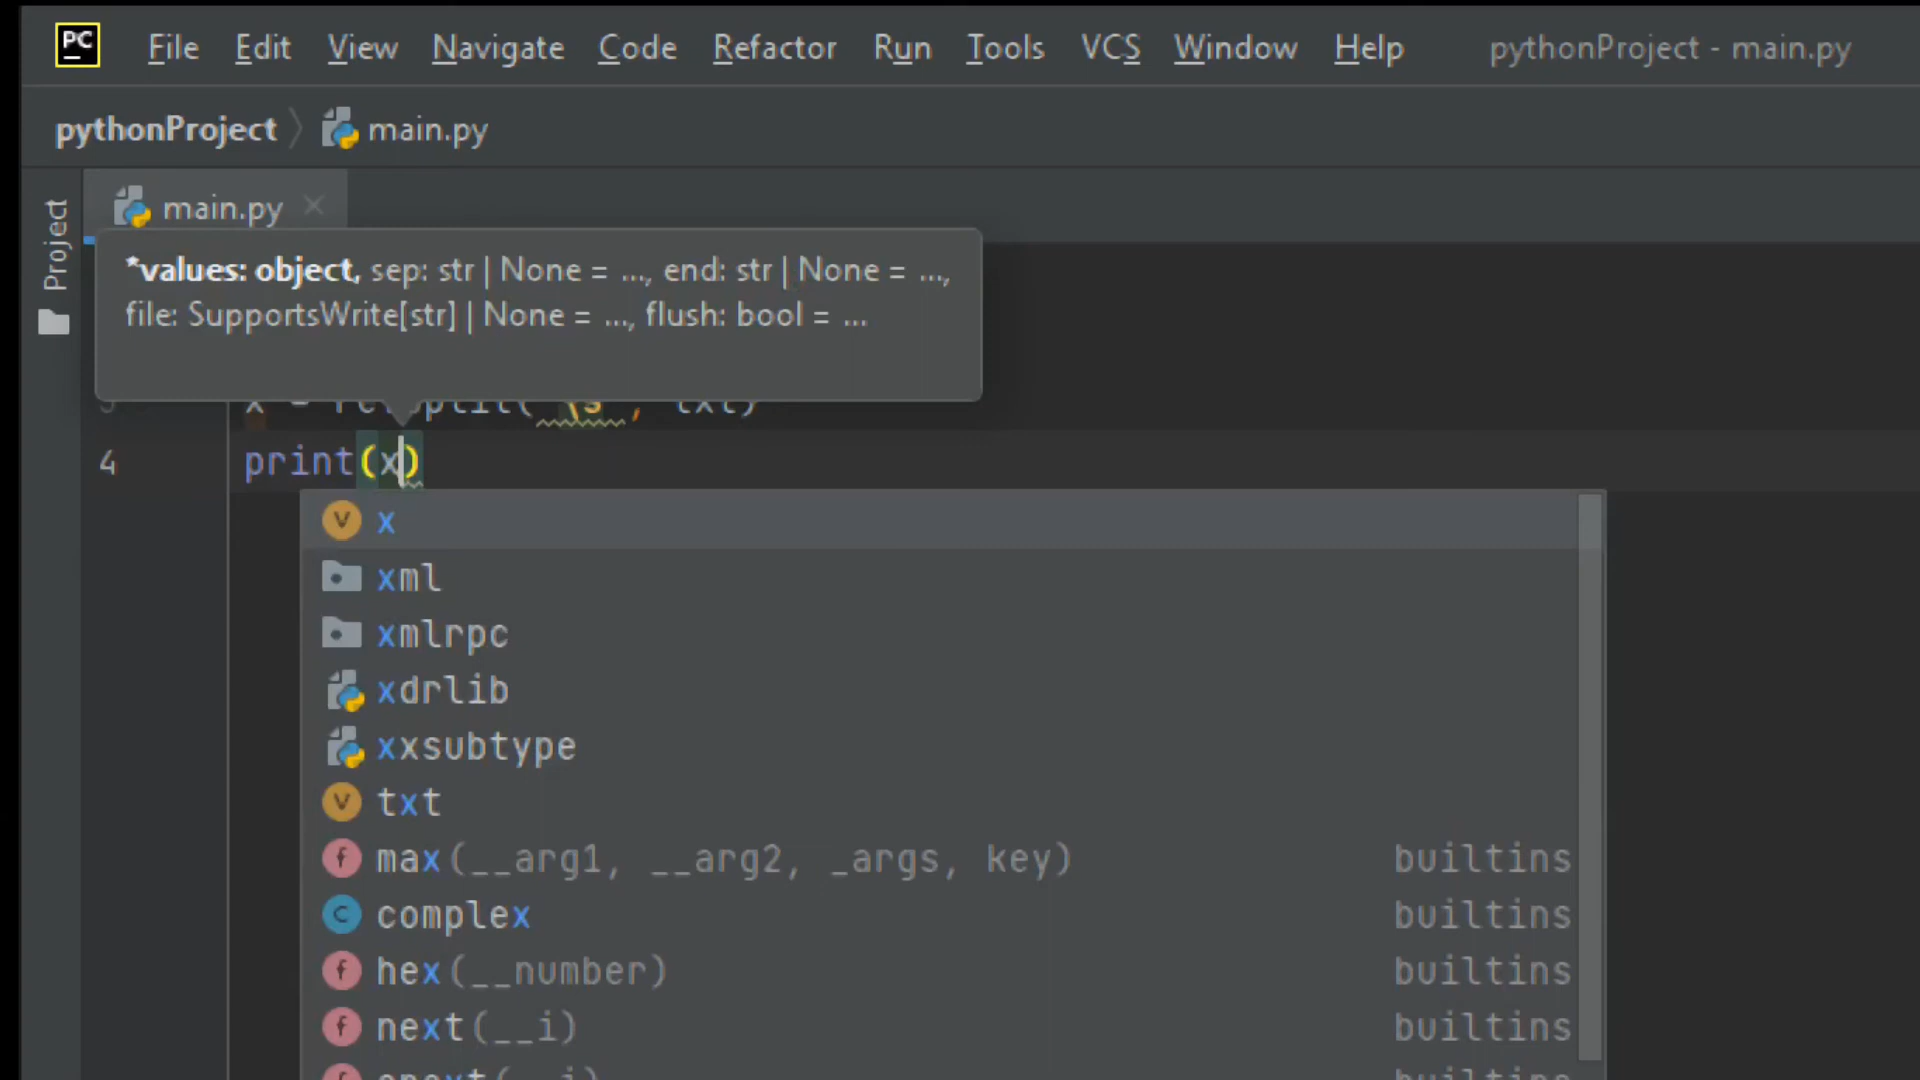 PC File Edit View Navigate Code Refactor Run Tools VCS Window Help pythonProject - main.py
pythonProject main.py
main.py
Project
*values: object, sep: str | None = ..., end: str | None = ...,
file: SupportsWrite[str] | None = ..., flush: bool = ...
4 print(x)
x
xml
xmlrpc
xdrlib
xxsubtype
txt
max(__arg1, __arg2, _args, key) builtins
complex builtins
hex(__number) builtins
next(__i) builtins